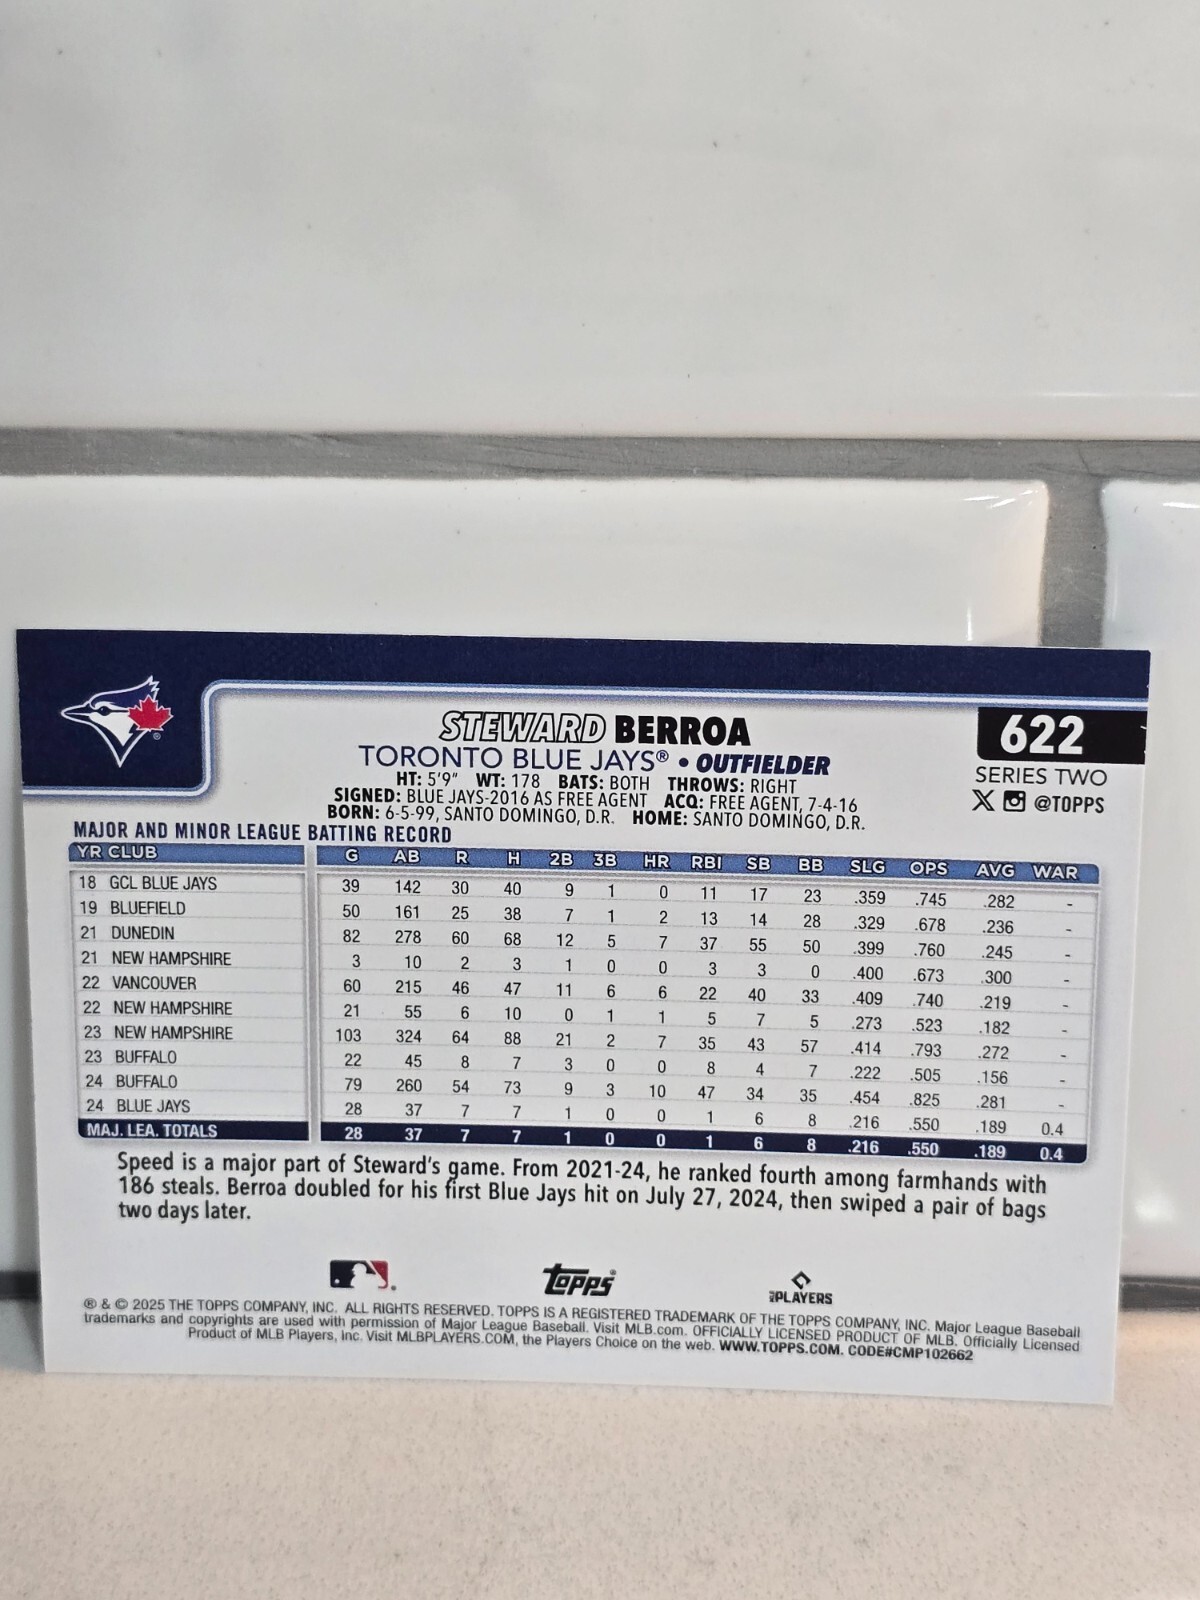 STEWARD BERROA
622
TORONTO BLUE JAYS® • OUTFIELDER
SERIES TWO
HT: 5'9" WT: 178 BATS: BOTH THROWS: RIGHT
@TOPPS
SIGNED: BLUE JAYS-2016 AS FREE AGENT ACQ: FREE AGENT, 7-4-16
BORN: 6-5-99, SANTO DOMINGO, D.R. HOME: SANTO DOMINGO, D.R.
MAJOR AND MINOR LEAGUE BATTING RECORD
YR CLUB G AB R H 2B 3B HR RBI SB BB SLG OPS AVG WAR
18 GCL BLUE JAYS 39 142 30 40 9 1 0 11 17 23 .359 .745 .282 -
19 BLUEFIELD 50 161 25 38 7 1 2 13 14 28 .329 .678 .236 -
21 DUNEDIN 82 278 60 68 12 5 7 37 55 50 .399 .760 .245 -
21 NEW HAMPSHIRE 3 10 2 3 1 0 0 3 3 0 .400 .673 .300 -
22 VANCOUVER 60 215 46 47 11 6 6 22 40 33 .409 .740 .219 -
22 NEW HAMPSHIRE 21 55 6 10 0 1 1 5 7 5 .273 .523 .182 -
23 NEW HAMPSHIRE 103 324 64 88 21 2 7 35 43 57 .414 .793 .272 -
23 BUFFALO 22 45 8 7 3 0 0 8 4 7 .222 .505 .156 -
24 BUFFALO 79 260 54 73 9 3 10 47 34 35 .454 .825 .281 -
24 BLUE JAYS 28 37 7 7 1 0 0 1 6 8 .216 .550 .189 0.4
MAJ. LEA. TOTALS 28 37 7 7 1 0 0 1 6 8 .216 .550 .189 0.4
Speed is a major part of Steward's game. From 2021-24, he ranked fourth among farmhands with
186 steals. Berroa doubled for his first Blue Jays hit on July 27, 2024, then swiped a pair of bags
two days later.
Topps®
PLAYERS
® & © 2025 THE TOPPS COMPANY, INC. ALL RIGHTS RESERVED. TOPPS IS A REGISTERED TRADEMARK OF THE TOPPS COMPANY, INC. Major League Baseball
trademarks and copyrights are used with permission of Major League Baseball. Visit MLB.com. OFFICIALLY LICENSED PRODUCT OF MLB. Officially Licensed
Product of MLB Players, Inc. Visit MLBPLAYERS.COM, the Players Choice on the web. WWW.TOPPS.COM. CODE#CMP102662